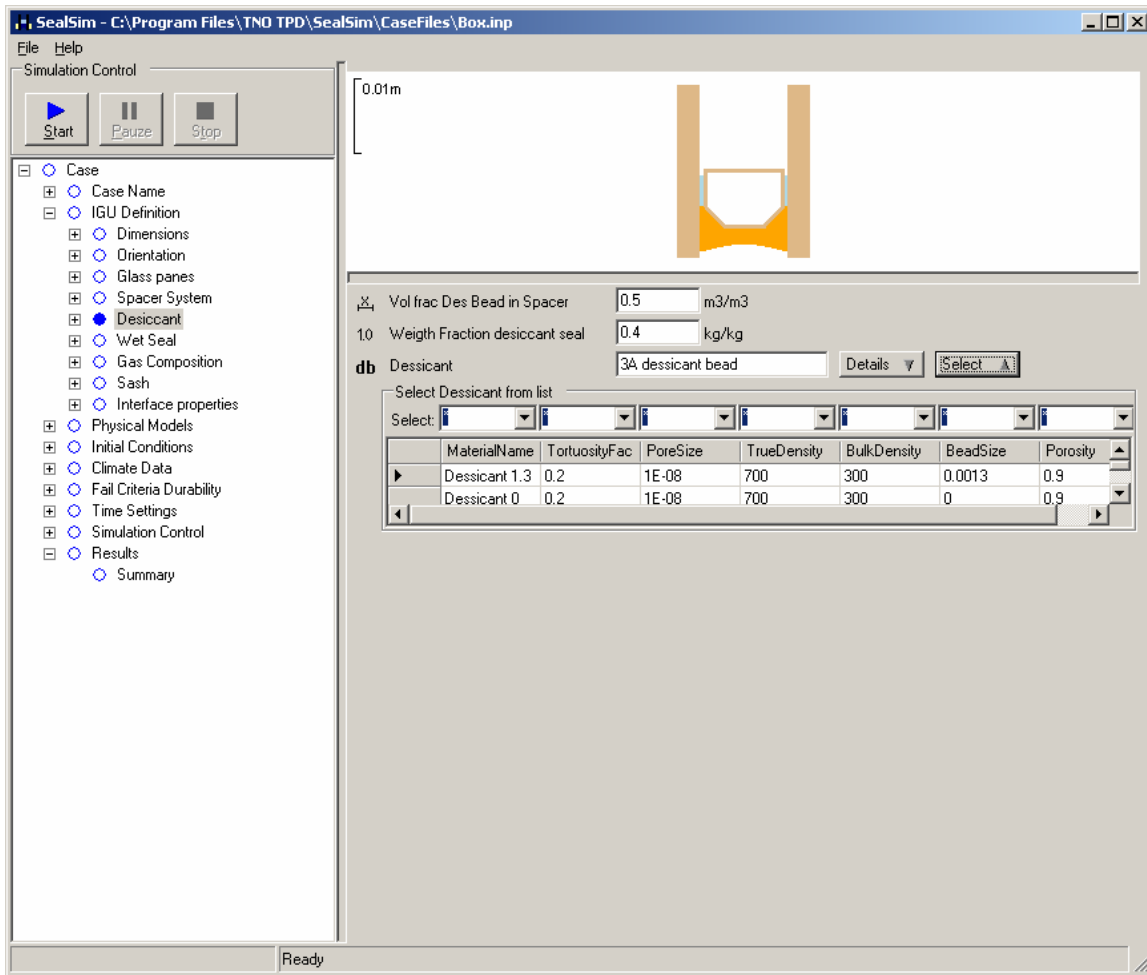 SealSim - C:\Program Files\TNO TPD\SealSim\CaseFiles\Box.inp
File Help
Simulation Control
Start Pauze Stop
Case
Case Name
IGU Definition
Dimensions
Orientation
Glass panes
Spacer System
Desiccant
Wet Seal
Gas Composition
Sash
Interface properties
Physical Models
Initial Conditions
Climate Data
Fail Criteria Durability
Time Settings
Simulation Control
Results
Summary
0.01m
X Vol frac Des Bead in Spacer 0.5 m3/m3
1.0 Weigth Fraction desiccant seal 0.4 kg/kg
db Dessicant 3A dessicant bead Details Select
Select Dessicant from list
Select: * * * * * * *
MaterialName TortuosityFac PoreSize TrueDensity BulkDensity BeadSize Porosity
Dessicant 1.3 0.2 1E-08 700 300 0.0013 0.9
Dessicant 0 0.2 1E-08 700 300 0 0.9
Ready